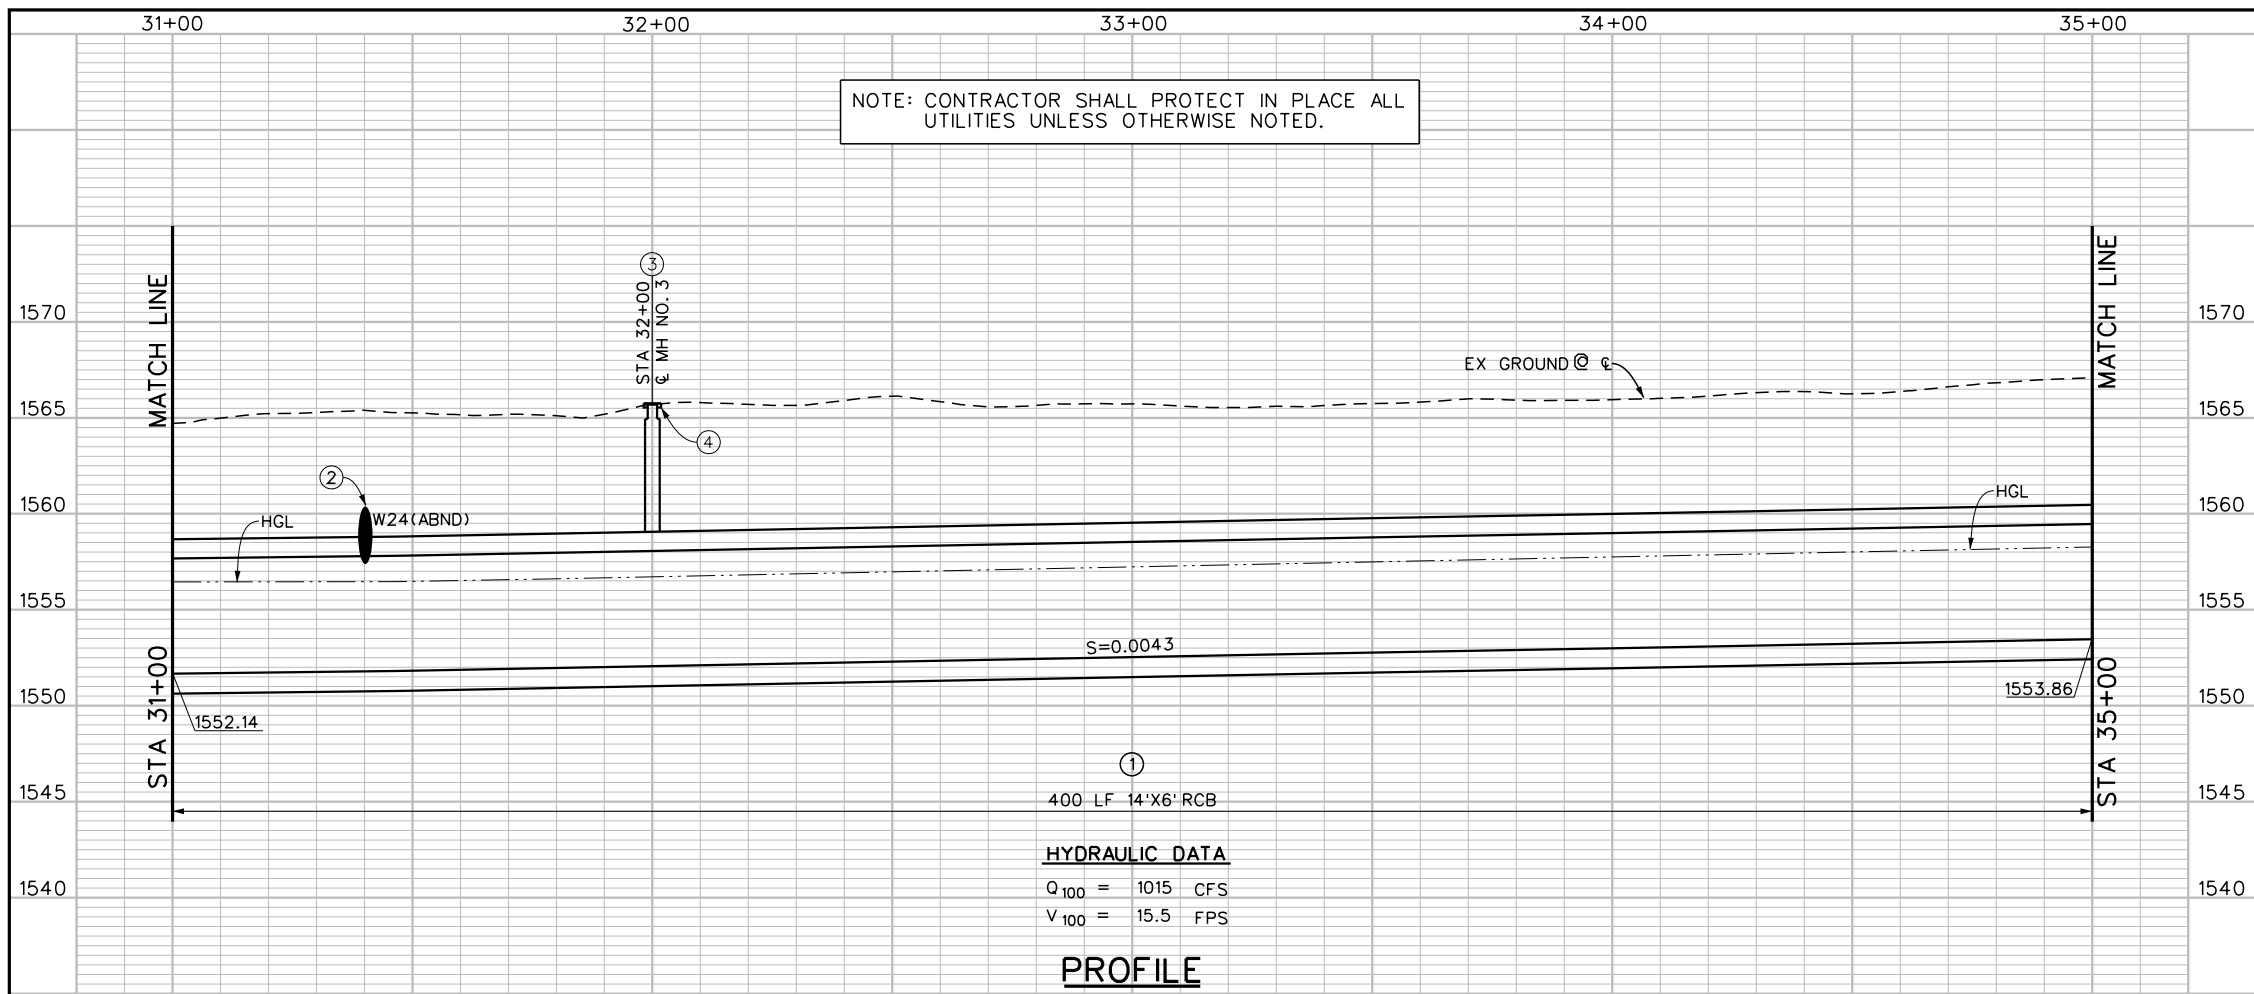 31+00 32+00 33+00 34+00 35+00
NOTE: CONTRACTOR SHALL PROTECT IN PLACE ALL
UTILITIES UNLESS OTHERWISE NOTED.
MATCH LINE
STA 31+00
MATCH LINE
STA 35+00
3
STA 32+00
℄ MH NO. 3
1570 1570
EX GROUND @ ℄
1565 1565
4
2
1560 1560
W24(ABND)
HGL
HGL
1555 1555
S=0.0043
1550 1550
1552.14
1553.86
1
1545 1545
400 LF 14'X6' RCB
HYDRAULIC DATA
1540 1540
Q100 = 1015 CFS
V100 = 15.5 FPS
PROFILE